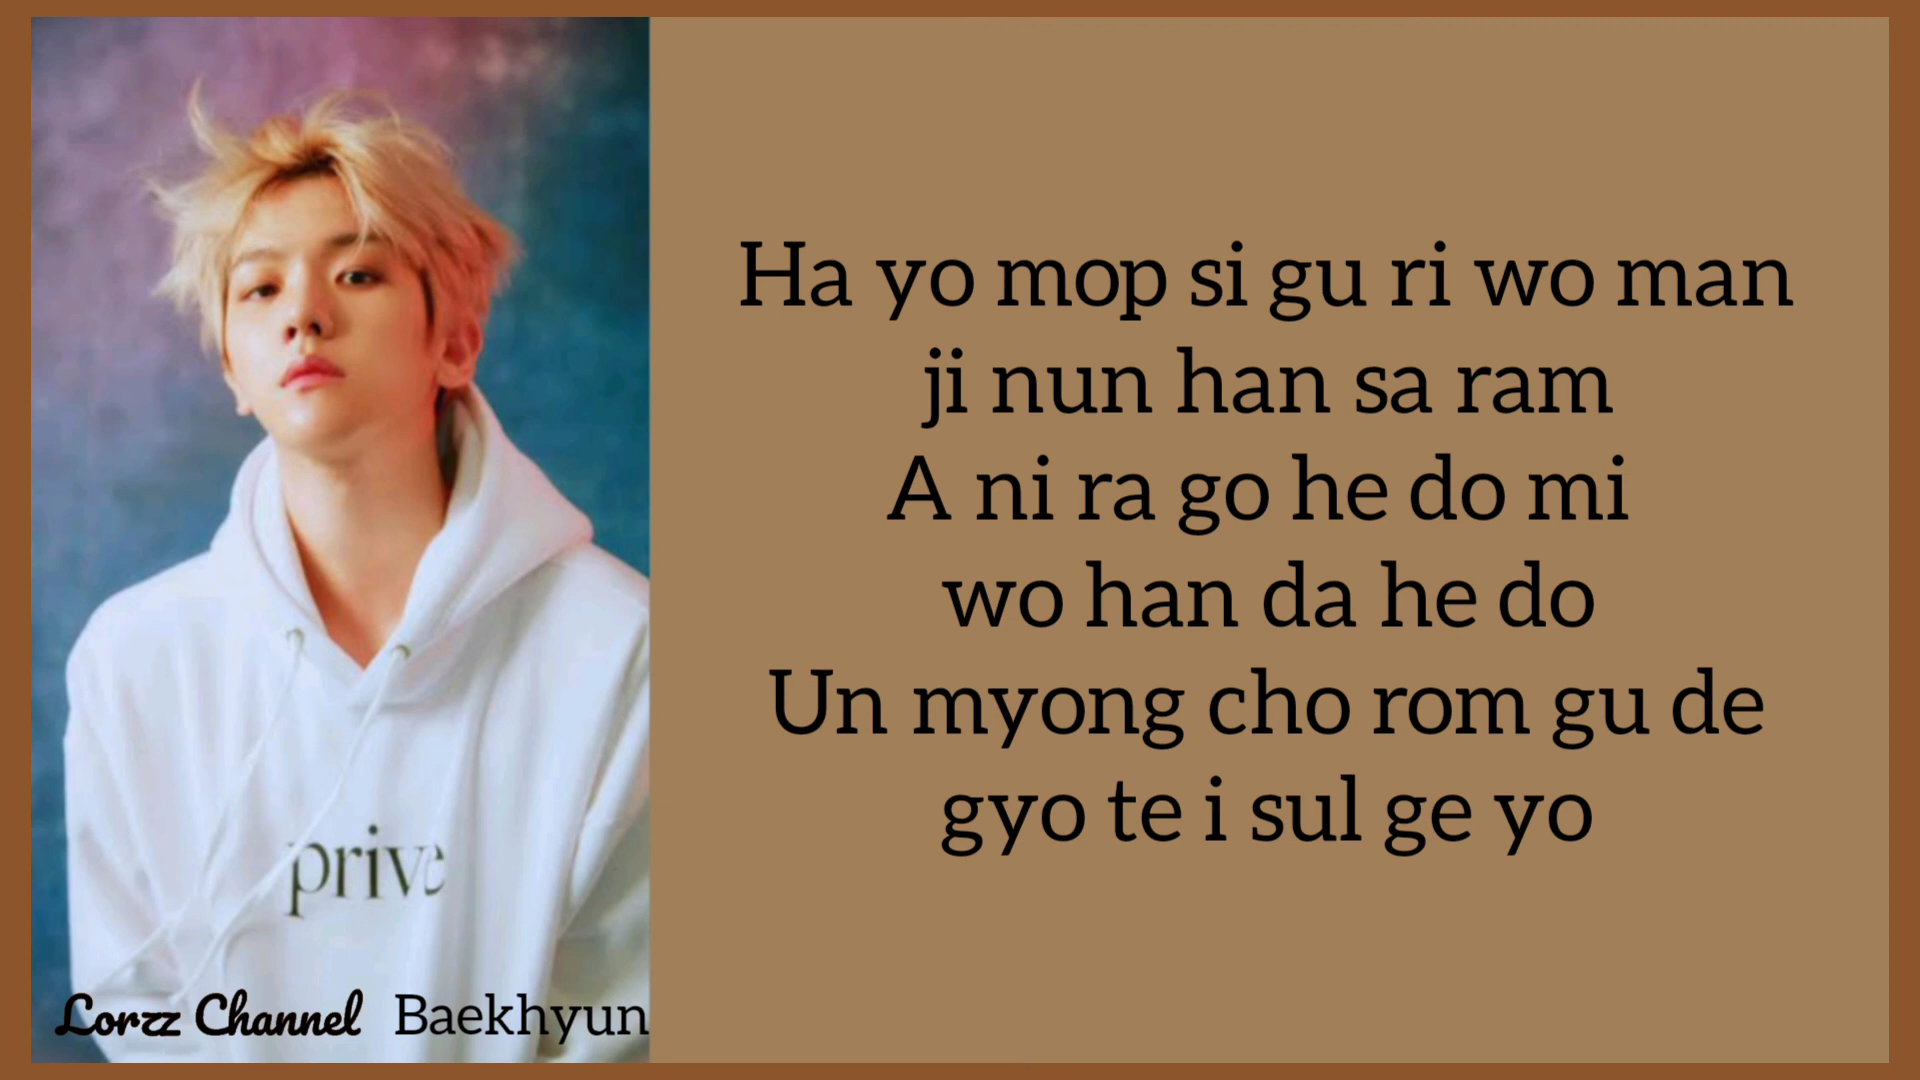 Ha yo mop si gu ri wo man
ji nun han sa ram
A ni ra go he do mi
wo han da he do
Un myong cho rom gu de
gyo te i sul ge yo
prive
Lorzz Channel Baekhyun